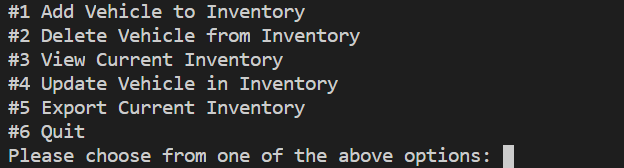 #1 Add Vehicle to Inventory
#2 Delete Vehicle from Inventory
#3 View Current Inventory
#4 Update Vehicle in Inventory
#5 Export Current Inventory
#6 Quit
Please choose from one of the above options: